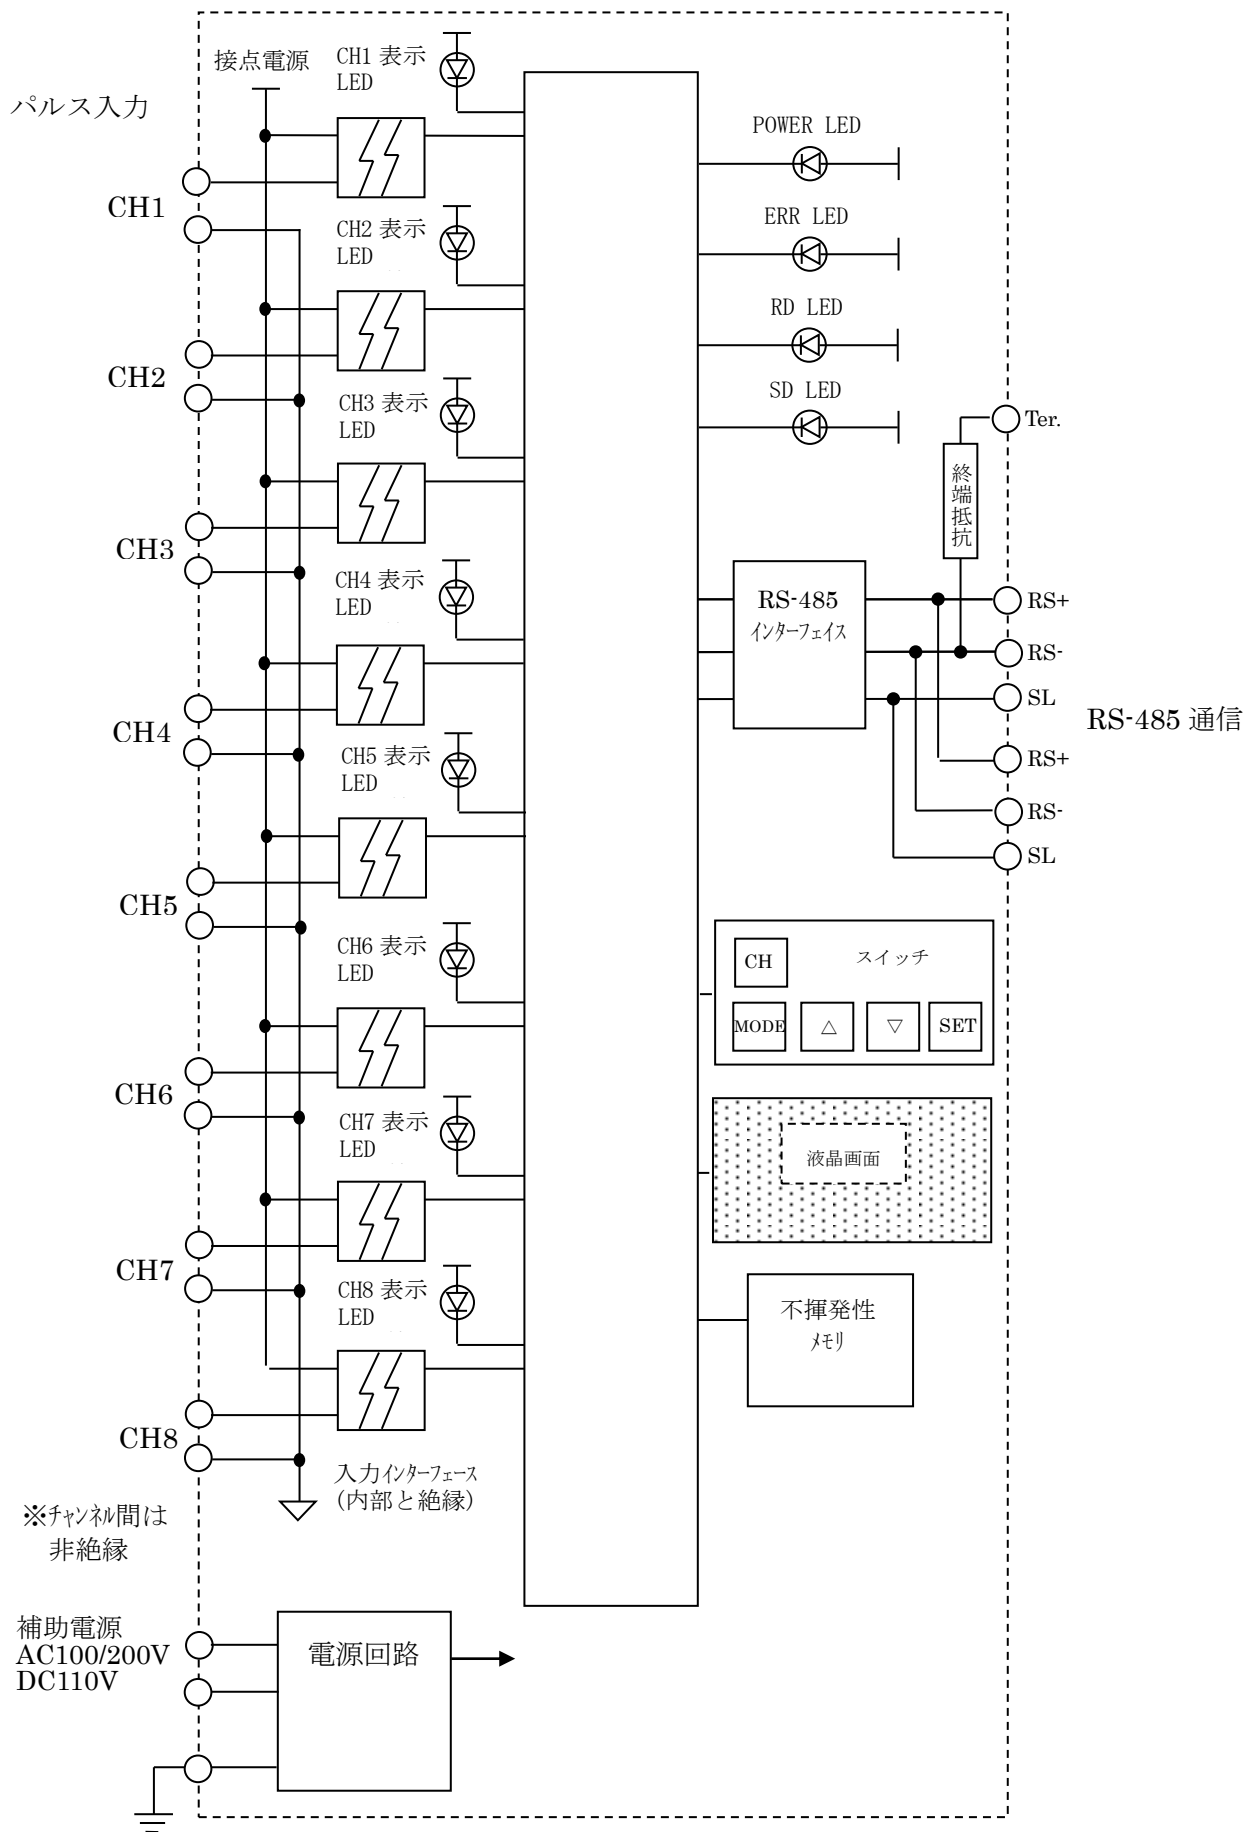 接点電源
パルス入力
CH1 表示
LED
CH1
CH2 表示
LED
CH2
CH3 表示
LED
CH3
CH4 表示
LED
CH4
CH5 表示
LED
CH5
CH6 表示
LED
CH6
CH7 表示
LED
CH7
CH8 表示
LED
CH8
入力インターフェース
(内部と絶縁)
※チャンネル間は
非絶縁
補助電源
AC100/200V
DC110V
電源回路
POWER LED
ERR LED
RD LED
SD LED
Ter.
終端抵抗
RS-485
インターフェイス
RS+
RS-
SL
RS+
RS-
SL
RS-485 通信
CH
スイッチ
MODE
△
▽
SET
液晶画面
不揮発性
メモリ